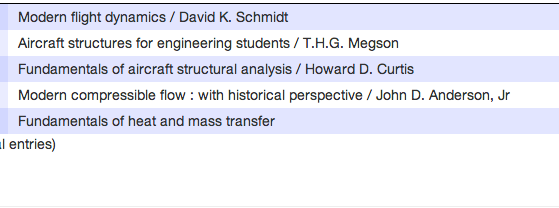 Modern flight dynamics / David K. Schmidt
Aircraft structures for engineering students / T.H.G. Megson
Fundamentals of aircraft structural analysis / Howard D. Curtis
Modern compressible flow : with historical perspective / John D. Anderson, Jr
Fundamentals of heat and mass transfer
entries)